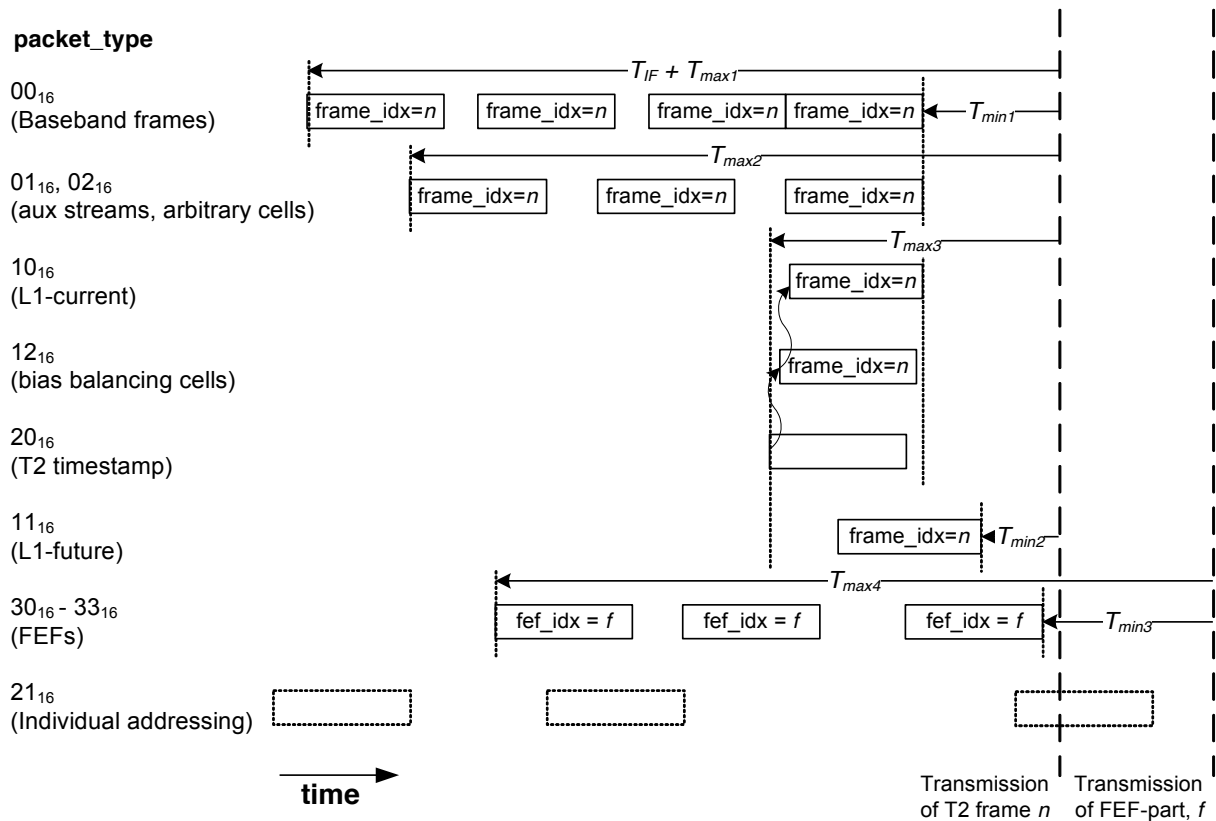 packet_type
T_IF + T_max1
00₁₆
(Baseband frames)
frame_idx=n frame_idx=n frame_idx=n frame_idx=n T_min1
T_max2
01₁₆, 02₁₆
(aux streams, arbitrary cells)
frame_idx=n frame_idx=n frame_idx=n
T_max3
10₁₆
(L1-current)
frame_idx=n
12₁₆
(bias balancing cells)
frame_idx=n
20₁₆
(T2 timestamp)
11₁₆
(L1-future)
frame_idx=n T_min2
T_max4
30₁₆ - 33₁₆
(FEFs)
fef_idx = f fef_idx = f fef_idx = f T_min3
21₁₆
(Individual addressing)
time
Transmission
of T2 frame n
Transmission
of FEF-part, f